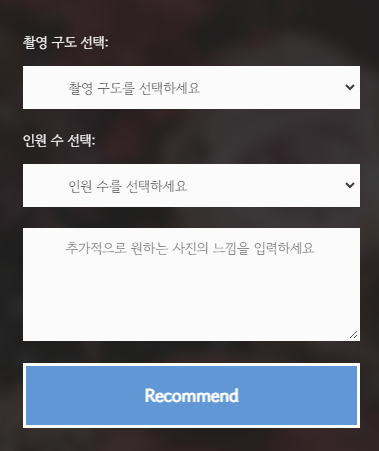 촬영 구도 선택:
촬영 구도를 선택하세요
인원 수 선택:
인원 수를 선택하세요
추가적으로 원하는 사진의 느낌을 입력하세요
Recommend